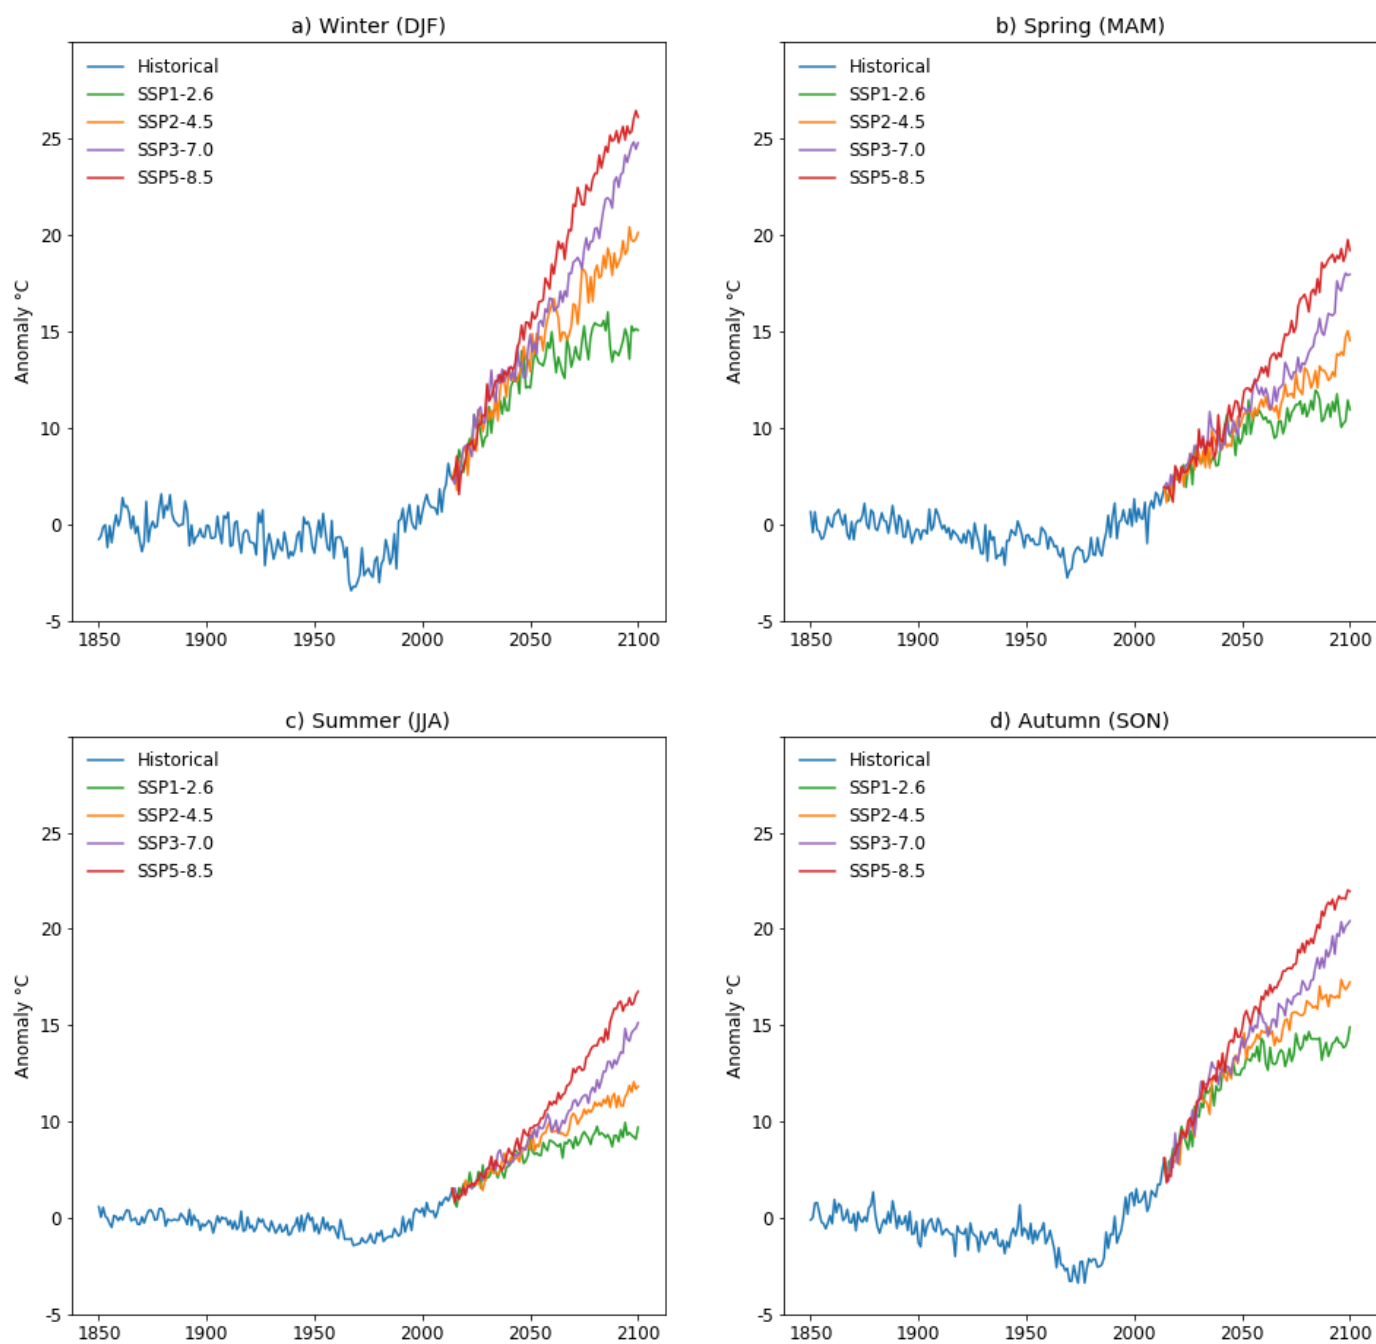 a) Winter (DJF)
Historical
SSP1-2.6
SSP2-4.5
SSP3-7.0
SSP5-8.5
Anomaly °C
25
20
15
10
0
-5
1850 1900 1950 2000 2050 2100
b) Spring (MAM)
Historical
SSP1-2.6
SSP2-4.5
SSP3-7.0
SSP5-8.5
Anomaly °C
25
20
15
10
0
-5
1850 1900 1950 2000 2050 2100
c) Summer (JJA)
Historical
SSP1-2.6
SSP2-4.5
SSP3-7.0
SSP5-8.5
Anomaly °C
25
20
15
10
0
-5
1850 1900 1950 2000 2050 2100
d) Autumn (SON)
Historical
SSP1-2.6
SSP2-4.5
SSP3-7.0
SSP5-8.5
Anomaly °C
25
20
15
10
0
-5
1850 1900 1950 2000 2050 2100